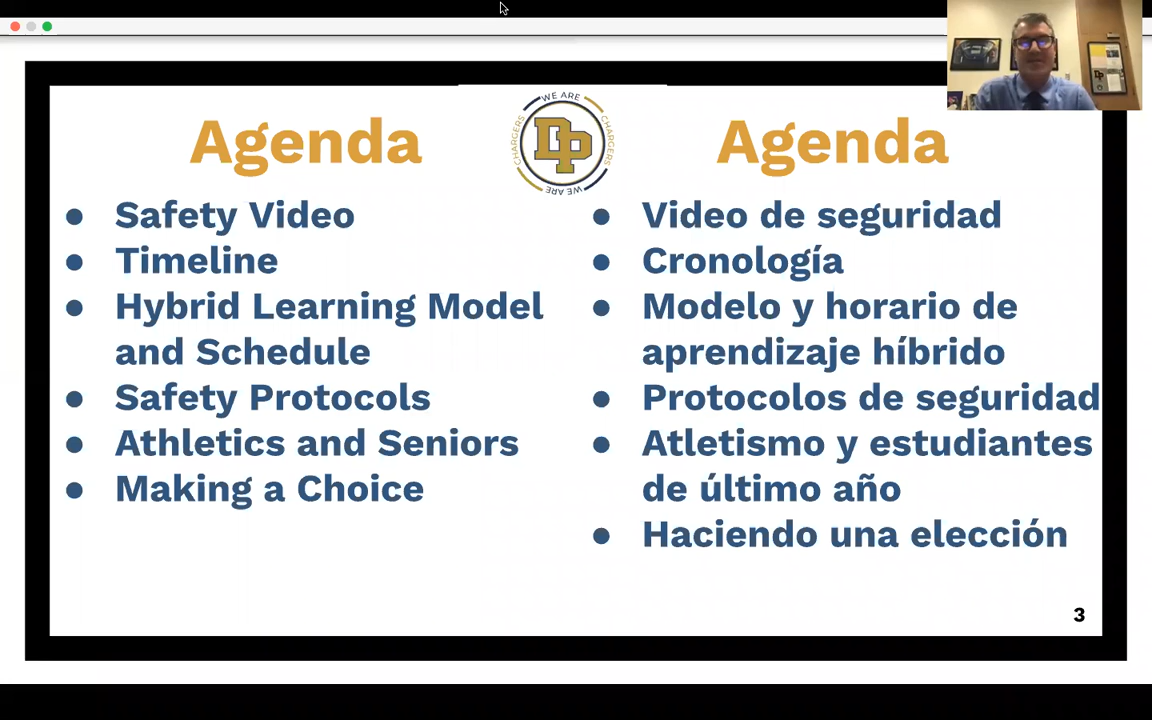 Agenda
● Safety Video
● Timeline
● Hybrid Learning Model
and Schedule
● Safety Protocols
● Athletics and Seniors
● Making a Choice
WE ARE
CHARGERS
WE ARE
CHARGERS
DP
Agenda
● Video de seguridad
● Cronología
● Modelo y horario de
aprendizaje híbrido
● Protocolos de seguridad
● Atletismo y estudiantes
de último año
● Haciendo una elección
3